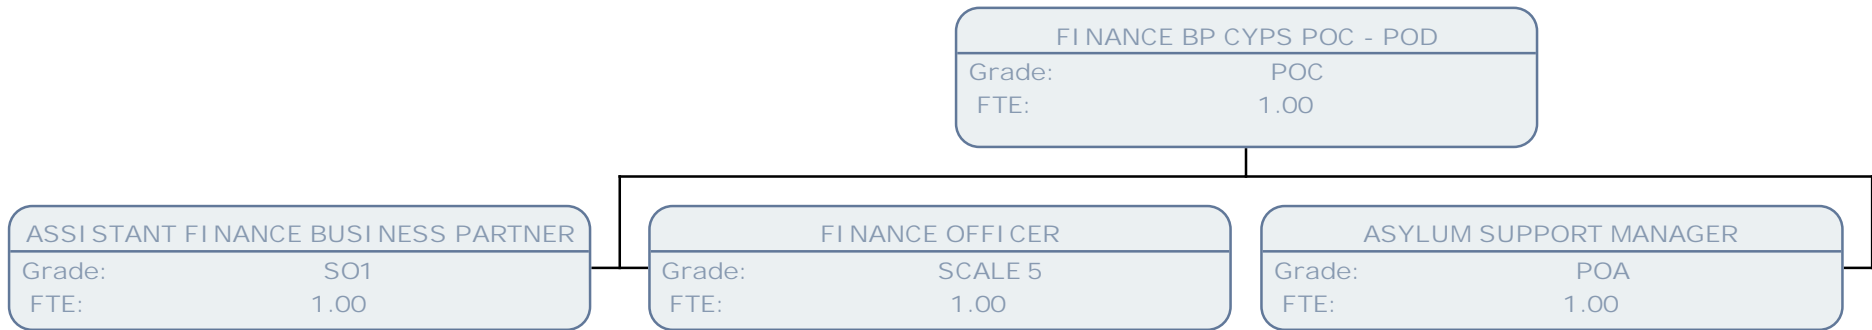 FINANCE BP CYPS POC - POD
Grade: POC
FTE: 1.00
ASSISTANT FINANCE BUSINESS PARTNER
Grade: SO1
FTE: 1.00
FINANCE OFFICER
Grade: SCALE 5
FTE: 1.00
ASYLUM SUPPORT MANAGER
Grade: POA
FTE: 1.00